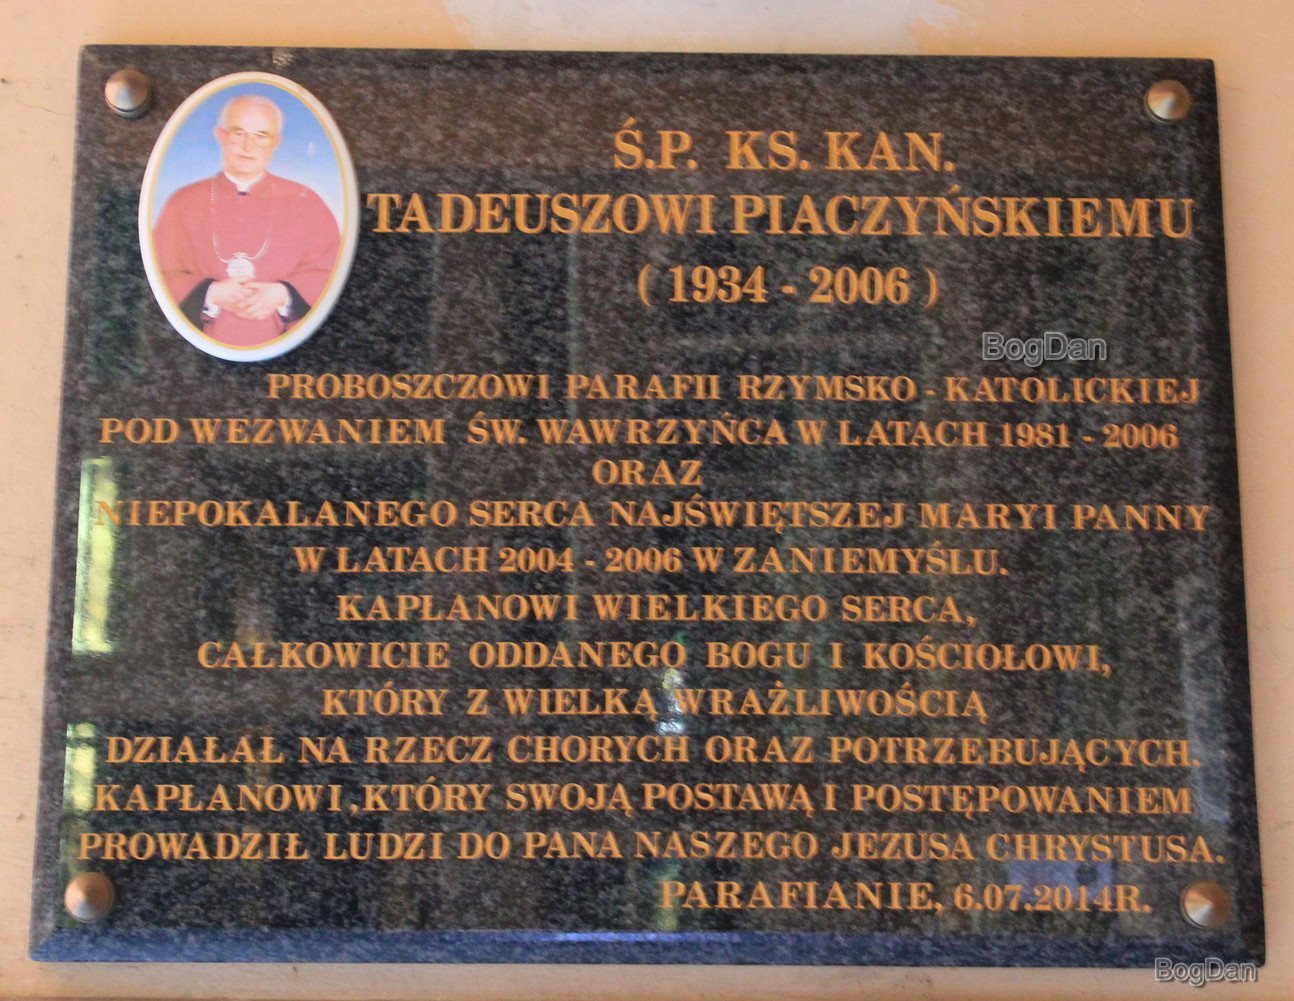 Ś.P. KS. KAN.
TADEUSZOWI PIACZYŃSKIEMU
( 1934 - 2006 )
BogDan
PROBOSZCZOWI PARAFII RZYMSKO - KATOLICKIEJ
POD WEZWANIEM ŚW. WAWRZYŃCA W LATACH 1981 - 2006
ORAZ
NIEPOKALANEGO SERCA NAJŚWIĘTSZEJ MARYI PANNY
W LATACH 2004 - 2006 W ZANIEMYŚLU.
KAPŁANOWI WIELKIEGO SERCA,
CAŁKOWICIE ODDANEGO BOGU I KOŚCIOŁOWI,
KTÓRY Z WIELKĄ WRAŻLIWOŚCIĄ
DZIAŁAŁ NA RZECZ CHORYCH ORAZ POTRZEBUJĄCYCH.
KAPŁANOWI, KTÓRY SWOJĄ POSTAWĄ I POSTĘPOWANIEM
PROWADZIŁ LUDZI DO PANA NASZEGO JEZUSA CHRYSTUSA.
PARAFIANIE, 6.07.2014R.
BogDan